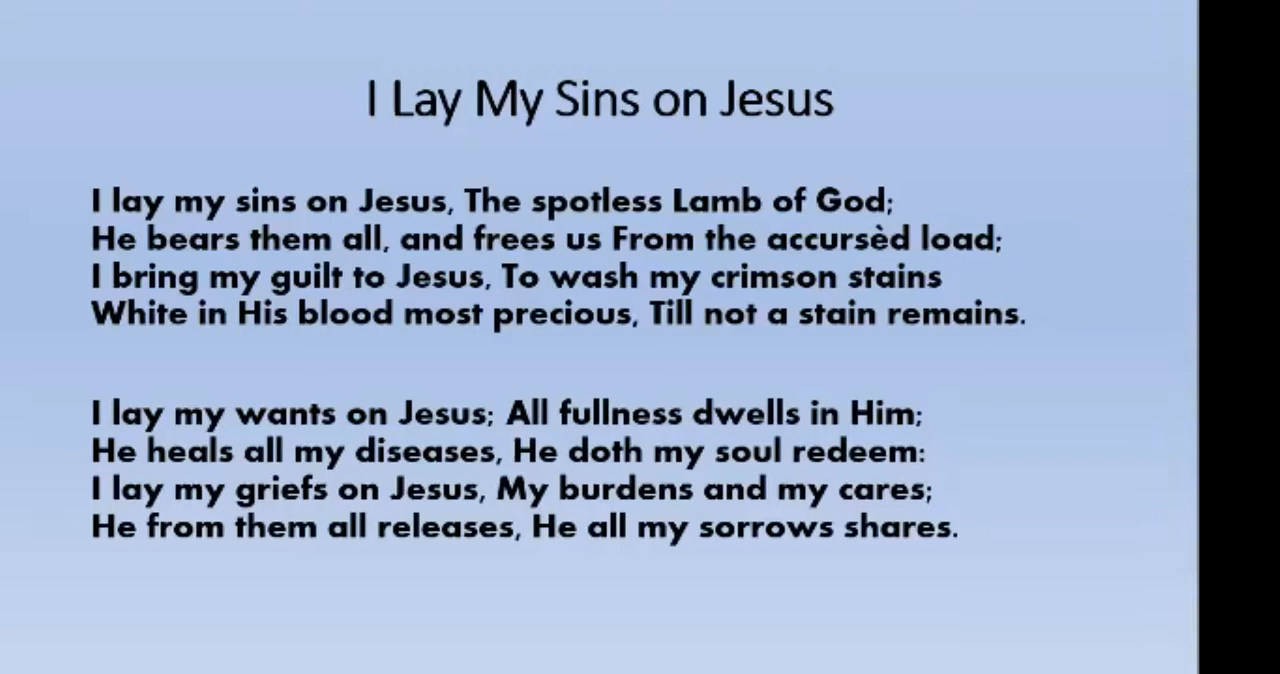 I Lay My Sins on Jesus
I lay my sins on Jesus, The spotless Lamb of God;
He bears them all, and frees us From the accursèd load;
I bring my guilt to Jesus, To wash my crimson stains
White in His blood most precious, Till not a stain remains.
I lay my wants on Jesus; All fullness dwells in Him;
He heals all my diseases, He doth my soul redeem:
I lay my griefs on Jesus, My burdens and my cares;
He from them all releases, He all my sorrows shares.